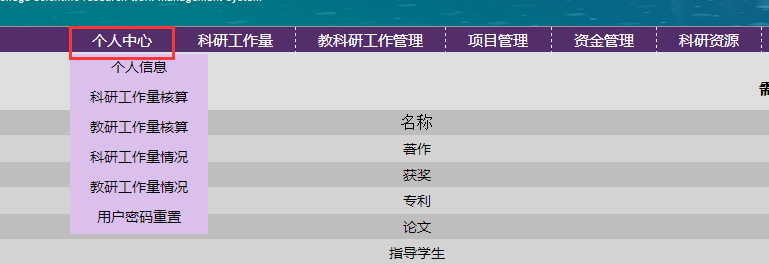 个人中心 科研工作量 教科研工作管理 项目管理 资金管理 科研资源
个人信息
科研工作量核算
教研工作量核算
科研工作量情况
教研工作量情况
用户密码重置
名称
著作
获奖
专利
论文
指导学生